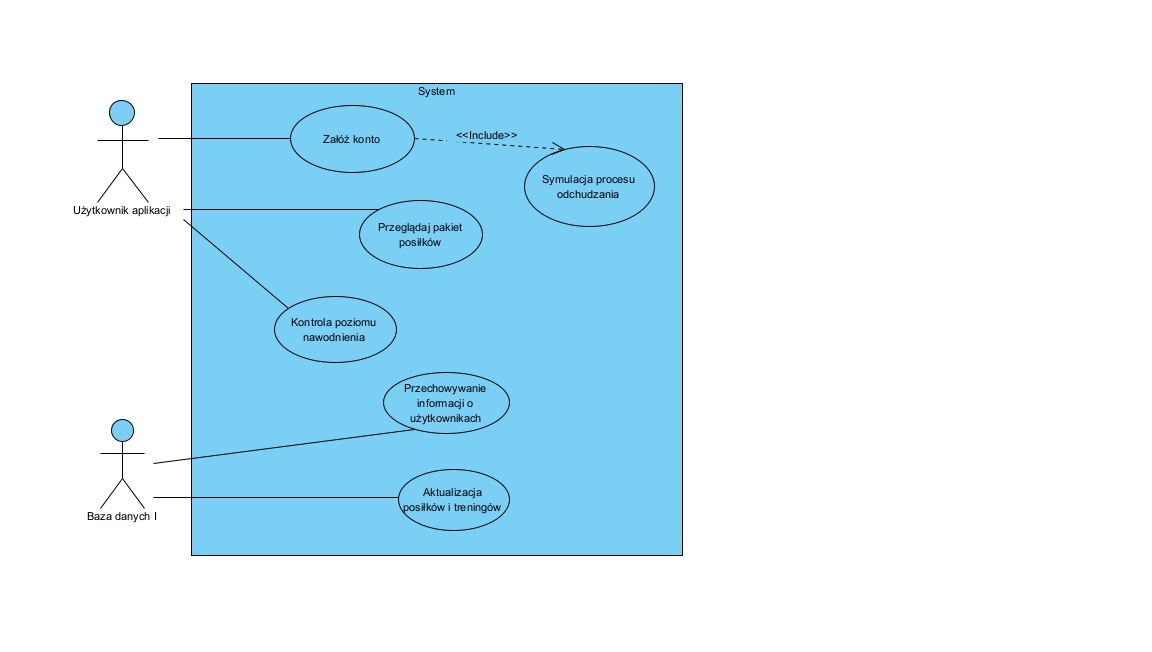 System
Załóż konto
<<Include>>
Symulacja procesu
odchudzania
Użytkownik aplikacji
Przeglądaj pakiet
posiłków
Kontrola poziomu
nawodnienia
Przechowywanie
informacji o
użytkownikach
Aktualizacja
posiłków i treningów
Baza danych I